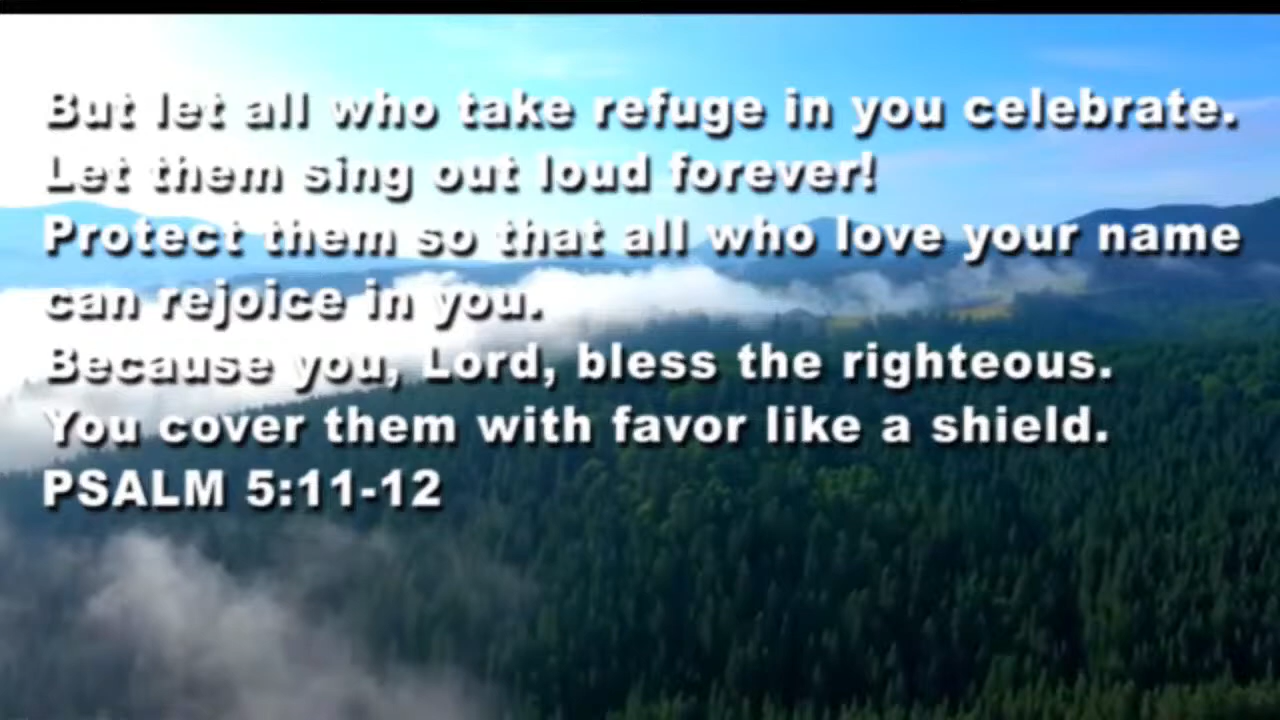 But let all who take refuge in you celebrate.
Let them sing out loud forever!
Protect them so that all who love your name
can rejoice in you.
Because you, Lord, bless the righteous.
You cover them with favor like a shield.
PSALM 5:11-12